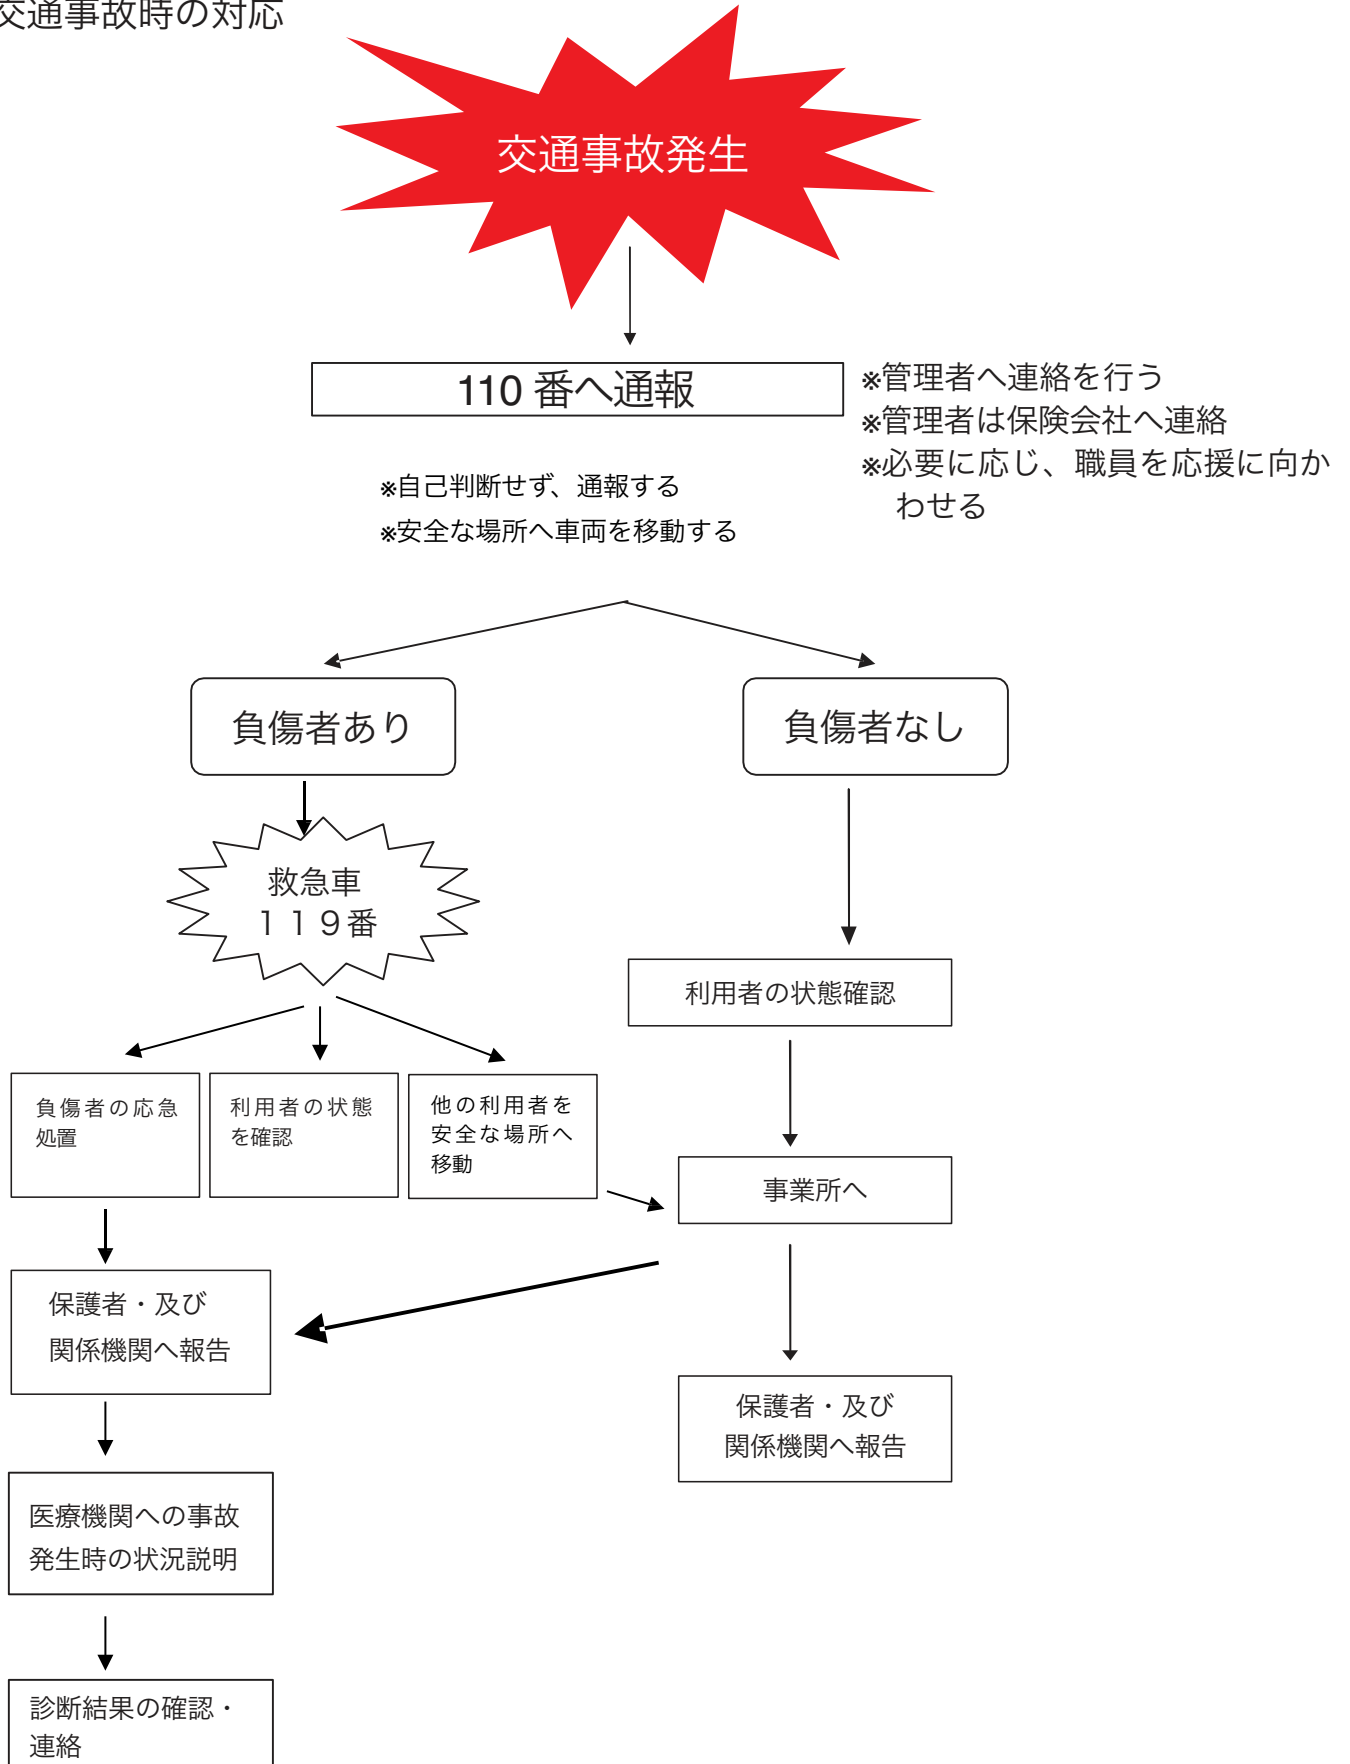 交通事故時の対応
交通事故発生
110 番へ通報
※管理者へ連絡を行う
※管理者は保険会社へ連絡
※必要に応じ、職員を応援に向か
わせる
※自己判断せず、通報する
※安全な場所へ車両を移動する
負傷者あり
負傷者なし
救急車
１１９番
利用者の状態確認
負傷者の応急
処置
利用者の状態
を確認
他の利用者を
安全な場所へ
移動
事業所へ
保護者・及び
関係機関へ報告
保護者・及び
関係機関へ報告
医療機関への事故
発生時の状況説明
診断結果の確認・
連絡